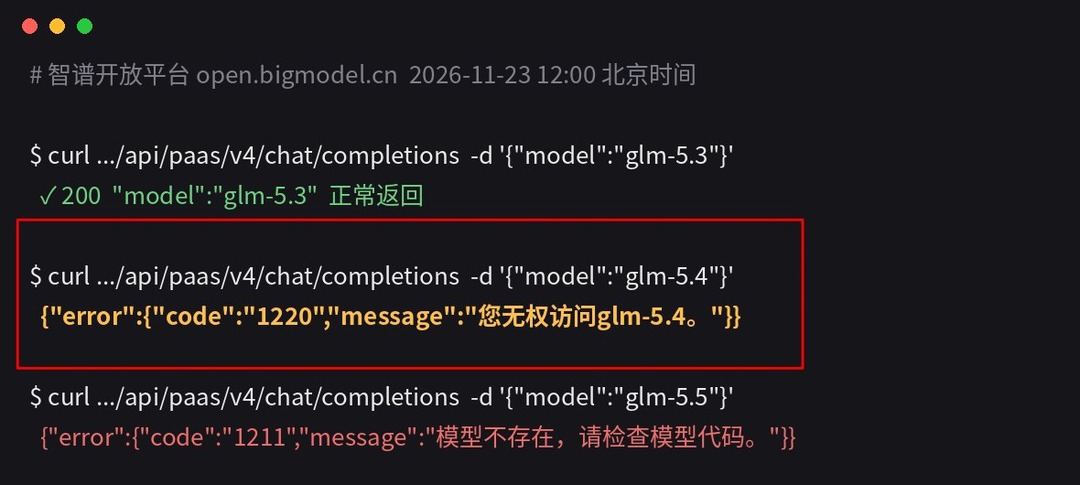 # 智谱开放平台 open.bigmodel.cn 2026-11-23 12:00 北京时间
$ curl .../api/paas/v4/chat/completions -d '{"model":"glm-5.3"}'
✓ 200 "model":"glm-5.3" 正常返回
$ curl .../api/paas/v4/chat/completions -d '{"model":"glm-5.4"}'
{"error":{"code":"1220","message":"您无权访问glm-5.4。"}}
$ curl .../api/paas/v4/chat/completions -d '{"model":"glm-5.5"}'
{"error":{"code":"1211","message":"模型不存在，请检查模型代码。"}}